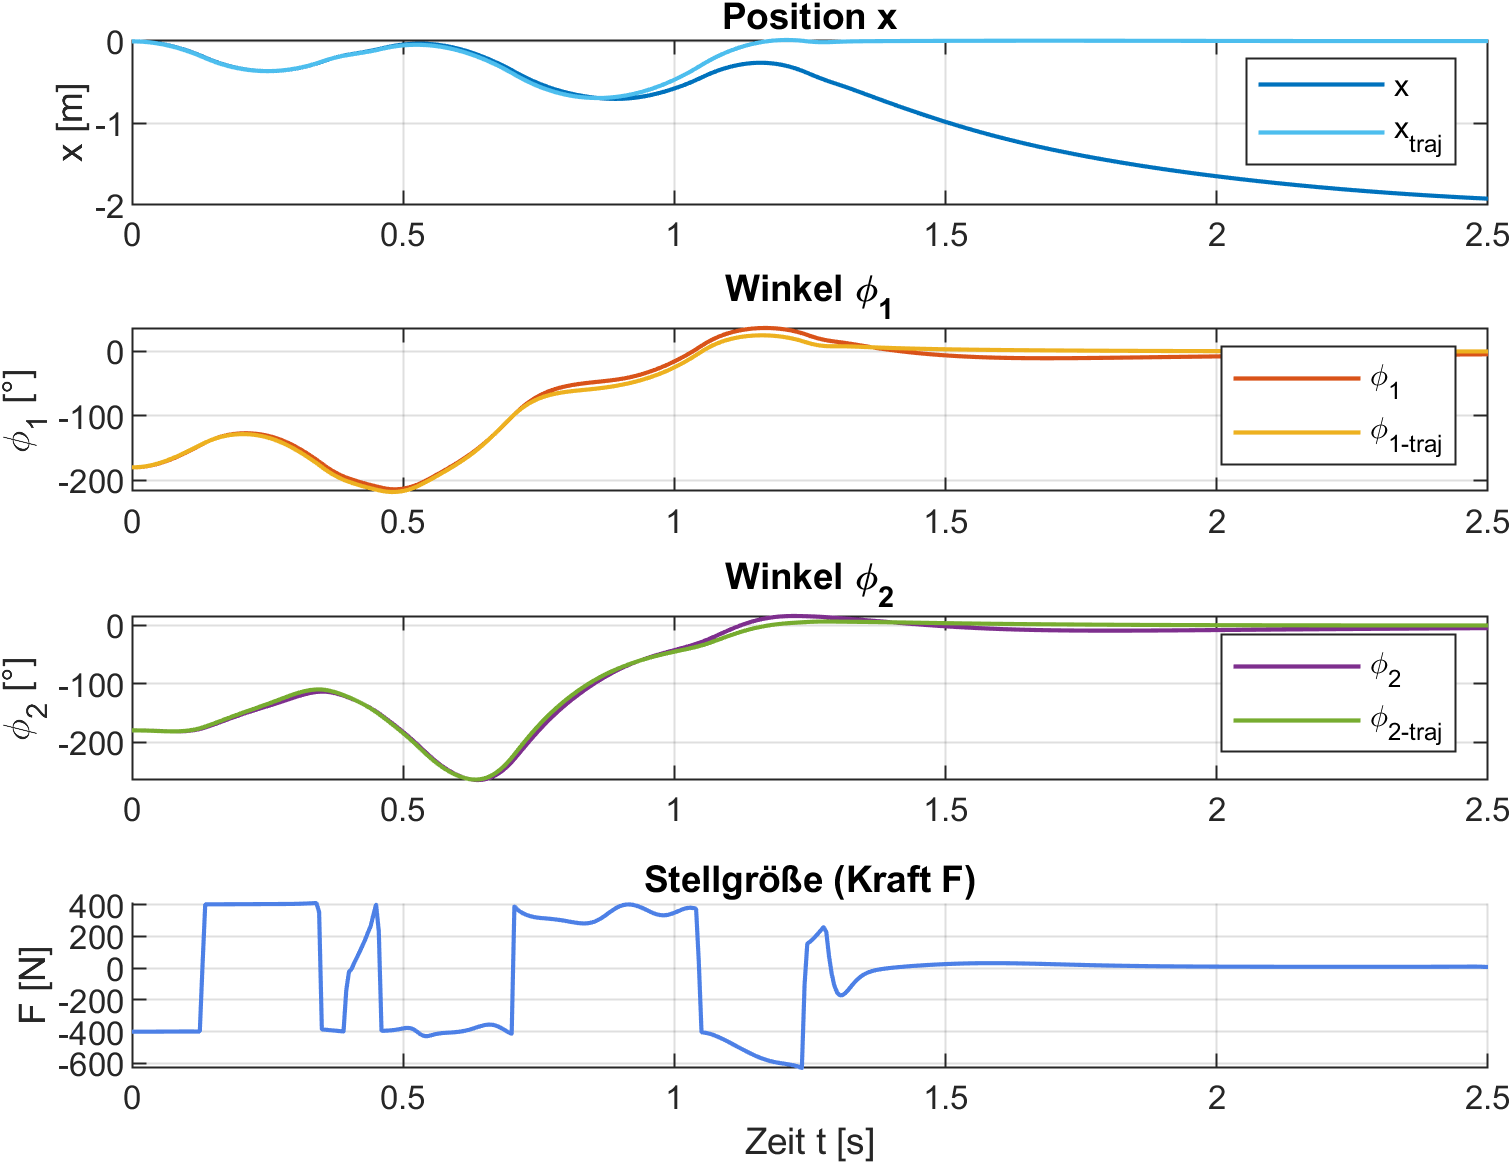 Position x
x [m]
0
-1
-2
x
x_traj
0 0.5 1 1.5 2 2.5
Winkel ϕ_1
ϕ_1 [°]
0
-100
-200
ϕ_1
ϕ_1-traj
0 0.5 1 1.5 2 2.5
Winkel ϕ_2
ϕ_2 [°]
0
-100
-200
ϕ_2
ϕ_2-traj
0 0.5 1 1.5 2 2.5
Stellgröße (Kraft F)
F [N]
400
200
0
-200
-400
-600
0 0.5 1 1.5 2 2.5
Zeit t [s]